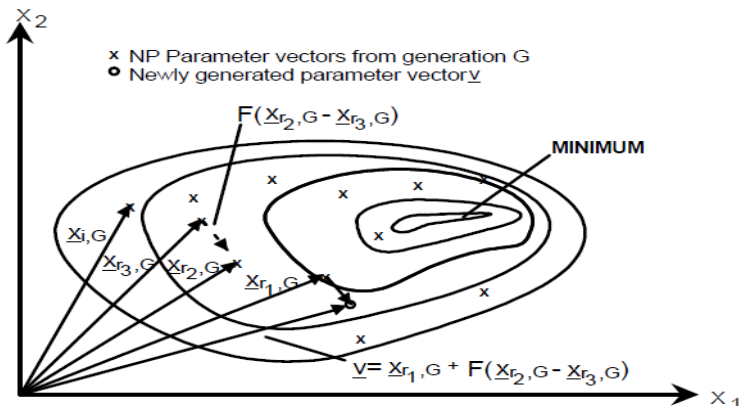 X2
x NP Parameter vectors from generation G
o Newly generated parameter vector v
F(xr2,G - xr3,G)
MINIMUM
xi,G
xr3,G
xr2,G
xr1,G
v= xr1,G + F(xr2,G - xr3,G)
X1